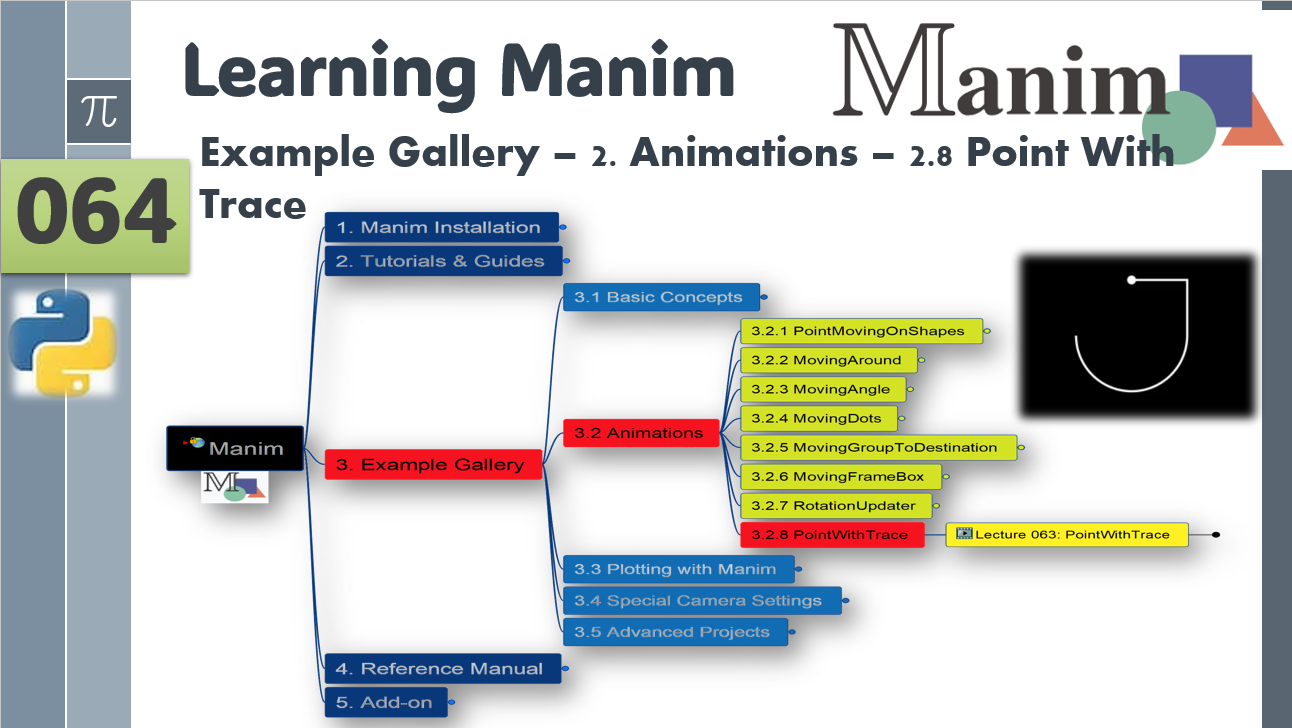 Learning Manim
Manim
π
Example Gallery – 2. Animations – 2.8 Point With
Trace
064
1. Manim Installation
2. Tutorials & Guides
3.1 Basic Concepts
3.2.1 PointMovingOnShapes
3.2.2 MovingAround
3.2.3 MovingAngle
3.2.4 MovingDots
3.2 Animations
3.2.5 MovingGroupToDestination
Manim
M
3. Example Gallery
3.2.6 MovingFrameBox
3.2.7 RotationUpdater
3.2.8 PointWithTrace
Lecture 063: PointWithTrace
3.3 Plotting with Manim
3.4 Special Camera Settings
3.5 Advanced Projects
4. Reference Manual
5. Add-on